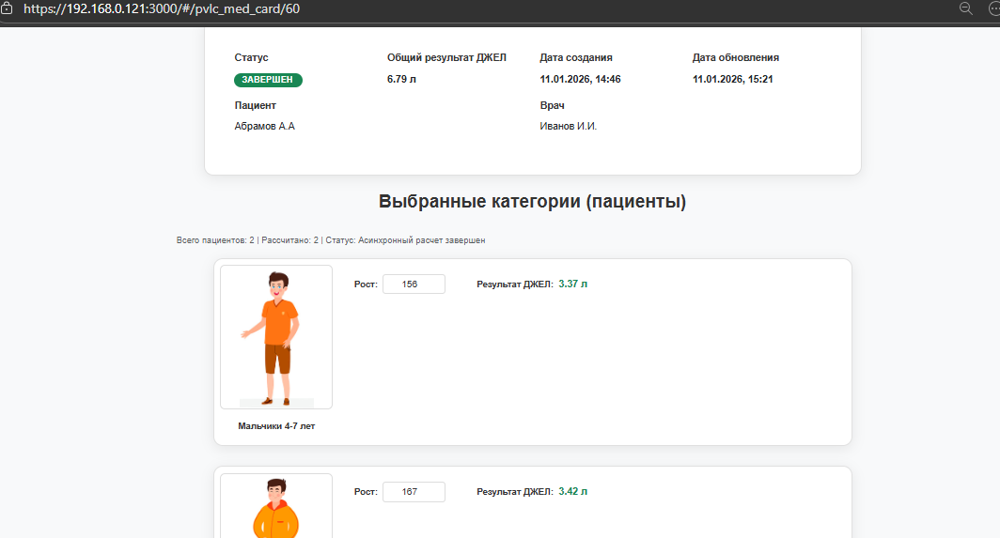 https://192.168.0.121:3000/#/pvlc_med_card/60
Статус
Общий результат ДЖЕЛ
Дата создания
Дата обновления
ЗАВЕРШЕН
6.79 л
11.01.2026, 14:46
11.01.2026, 15:21
Пациент
Врач
Абрамов А.А
Иванов И.И.
Выбранные категории (пациенты)
Всего пациентов: 2 | Рассчитано: 2 | Статус: Асинхронный расчет завершен
Рост: 156
Результат ДЖЕЛ: 3.37 л
Мальчики 4-7 лет
Рост: 167
Результат ДЖЕЛ: 3.42 л